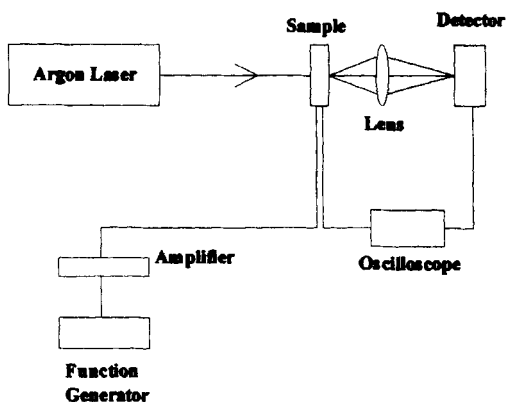 Sample
Detector
Argon Laser
Lens
Amplifier
Oscilloscope
Function
Generator